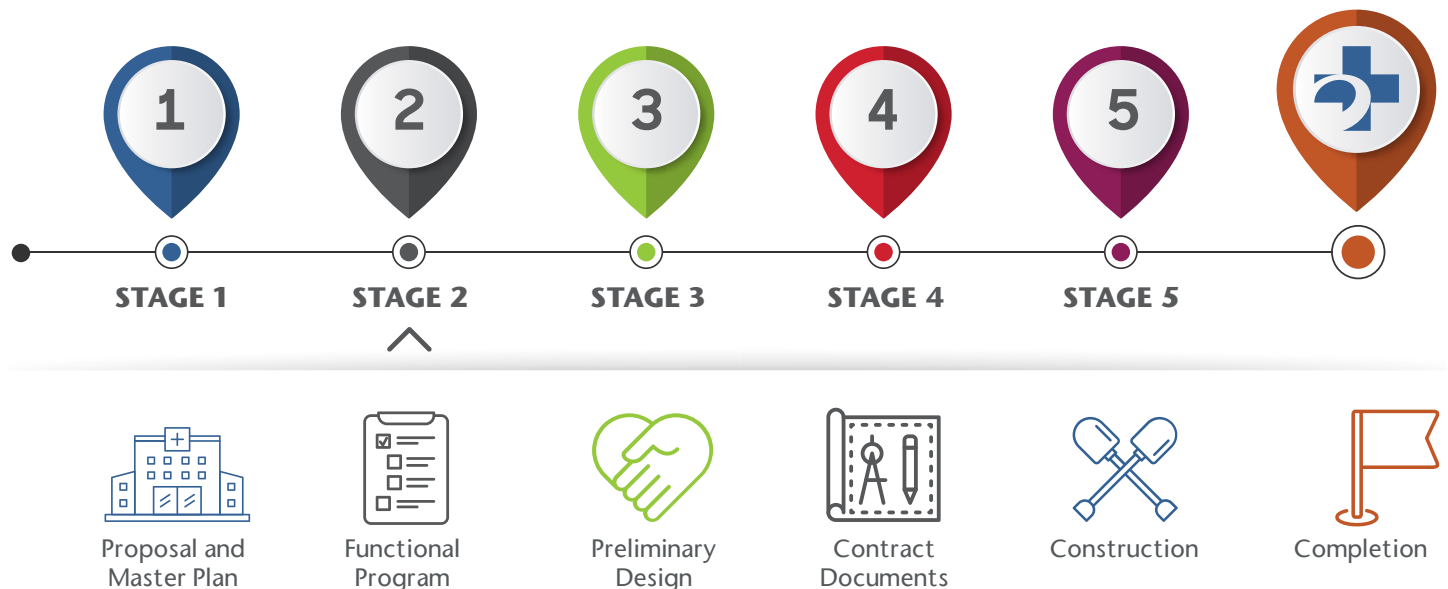 1
2
3
4
5
STAGE 1
STAGE 2
STAGE 3
STAGE 4
STAGE 5
Proposal and
Master Plan
Functional
Program
Preliminary
Design
Contract
Documents
Construction
Completion